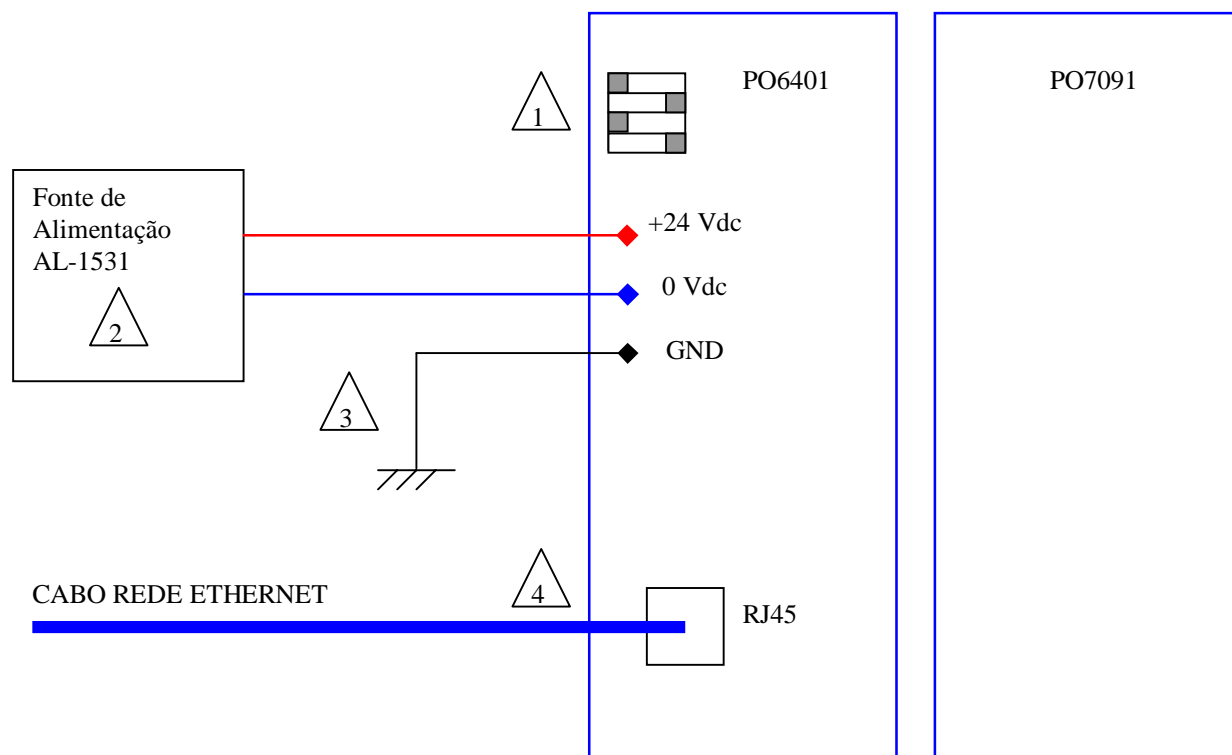 PO6401
PO7091
1
Fonte de
Alimentação
AL-1531
2
+24 Vdc
0 Vdc
GND
3
CABO REDE ETHERNET
4
RJ45